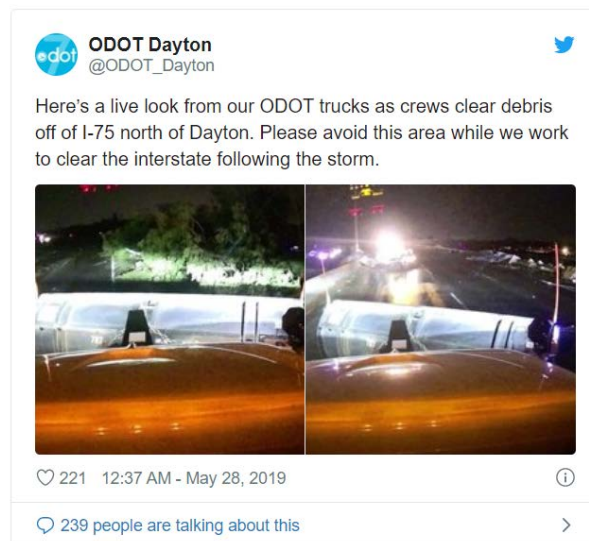 ODOT Dayton
@ODOT_Dayton
Here's a live look from our ODOT trucks as crews clear debris
off of I-75 north of Dayton. Please avoid this area while we work
to clear the interstate following the storm.
221 12:37 AM - May 28, 2019
239 people are talking about this